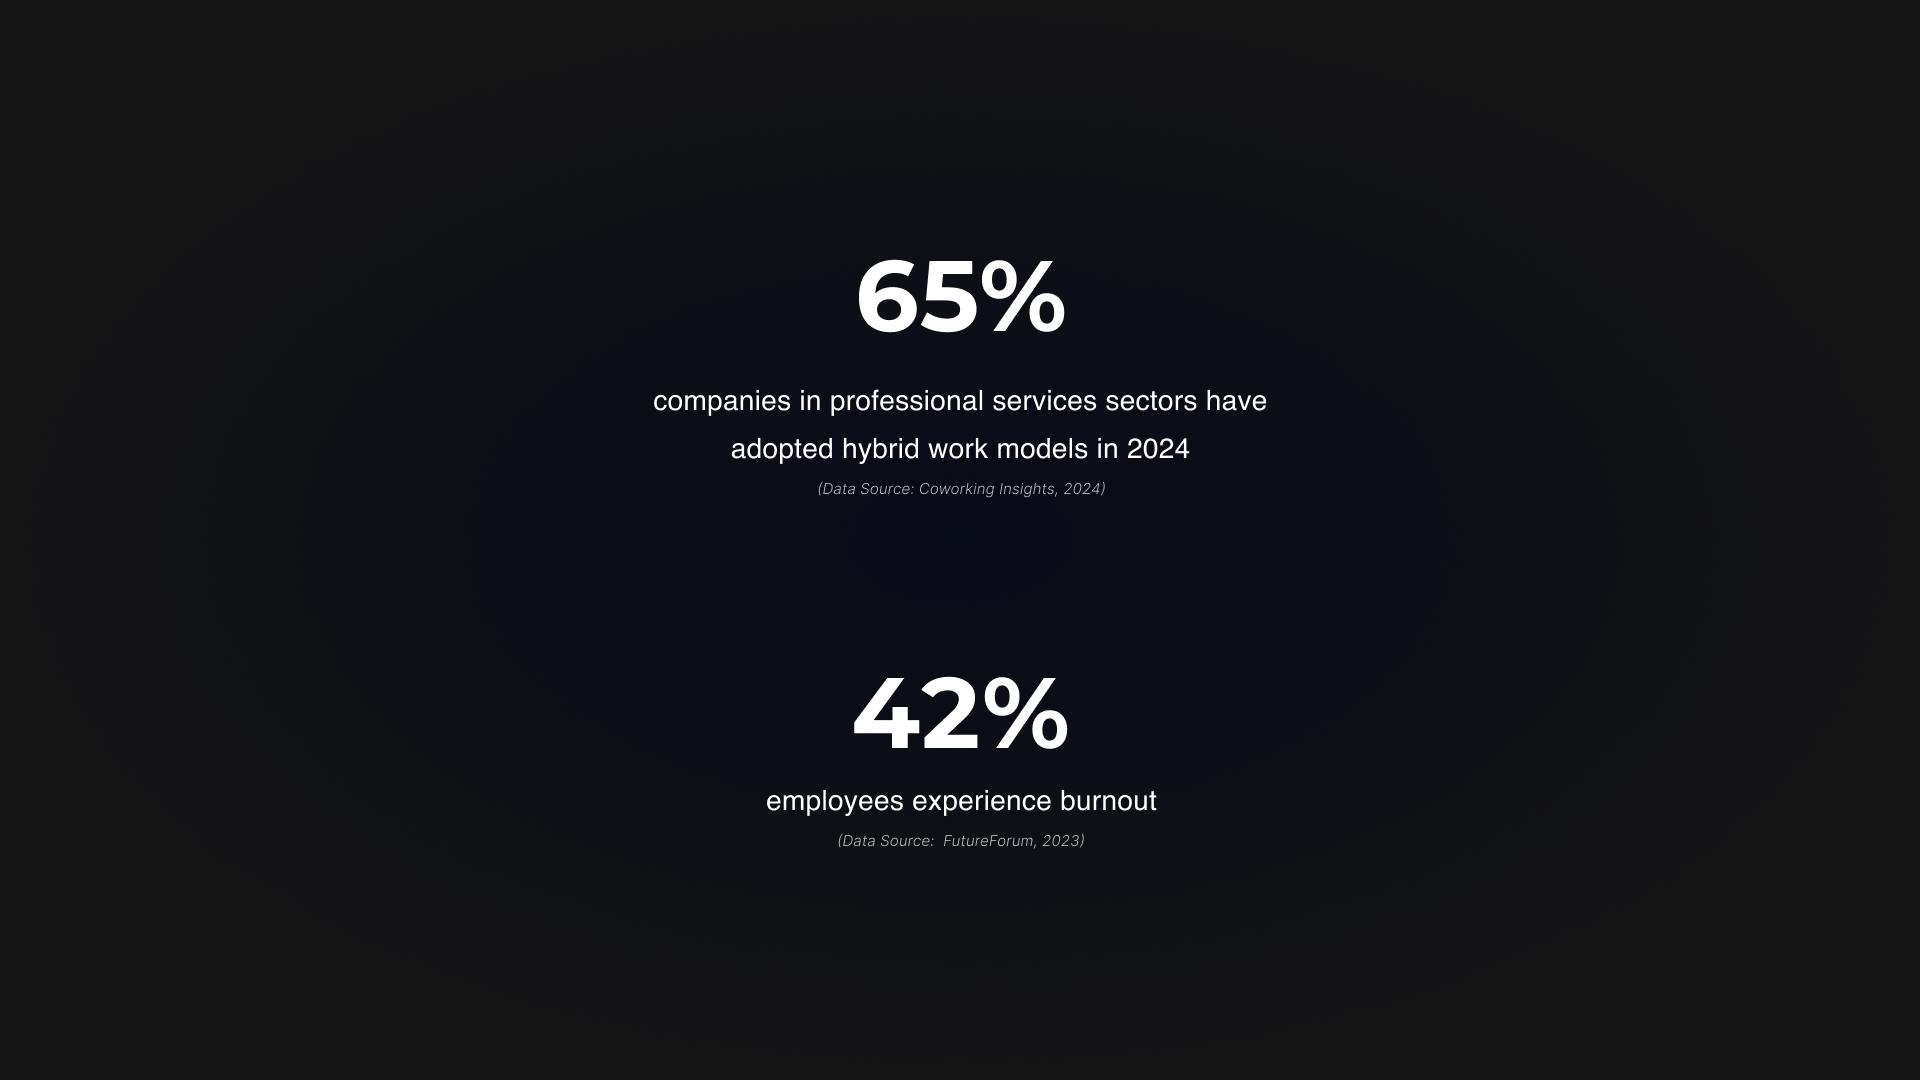 65%
companies in professional services sectors have
adopted hybrid work models in 2024
(Data Source: Coworking Insights, 2024)
42%
employees experience burnout
(Data Source:  FutureForum, 2023)